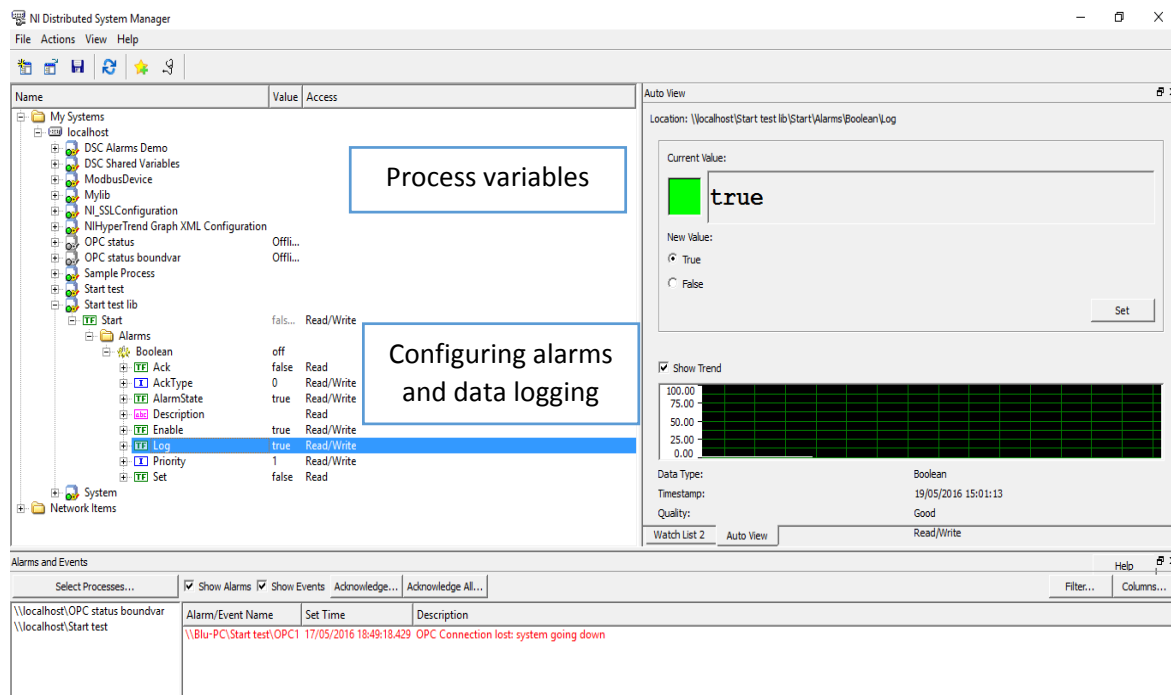 NI Distributed System Manager
File Actions View Help
Name Value Access
My Systems
localhost
DSC Alarms Demo
DSC Shared Variables
ModbusDevice
Mylib
NI_SSLConfiguration
NIHyperTrend Graph XML Configuration
OPC status Offli...
OPC status boundvar Offli...
Sample Process
Start test
Start test lib
TF Start fals... Read/Write
Alarms
Boolean off
TF Ack false Read
I AckType 0 Read/Write
TF AlarmState true Read/Write
abc Description Read
TF Enable true Read/Write
TF Log true Read/Write
I Priority 1 Read/Write
TF Set false Read
System
Network Items
Process variables
Configuring alarms
and data logging
Auto View
Location: \\localhost\Start test lib\Start\Alarms\Boolean\Log
Current Value:
true
New Value:
True
False
Set
Show Trend
100.00
75.00
50.00
25.00
0.00
Data Type: Boolean
Timestamp: 19/05/2016 15:01:13
Quality: Good
Read/Write
Watch List 2 Auto View
Alarms and Events
Help
Select Processes... Show Alarms Show Events Acknowledge... Acknowledge All... Filter... Columns...
\\localhost\OPC status boundvar
\\localhost\Start test
Alarm/Event Name Set Time Description
\\Blu-PC\Start test\OPC1 17/05/2016 18:49:18.429 OPC Connection lost: system going down